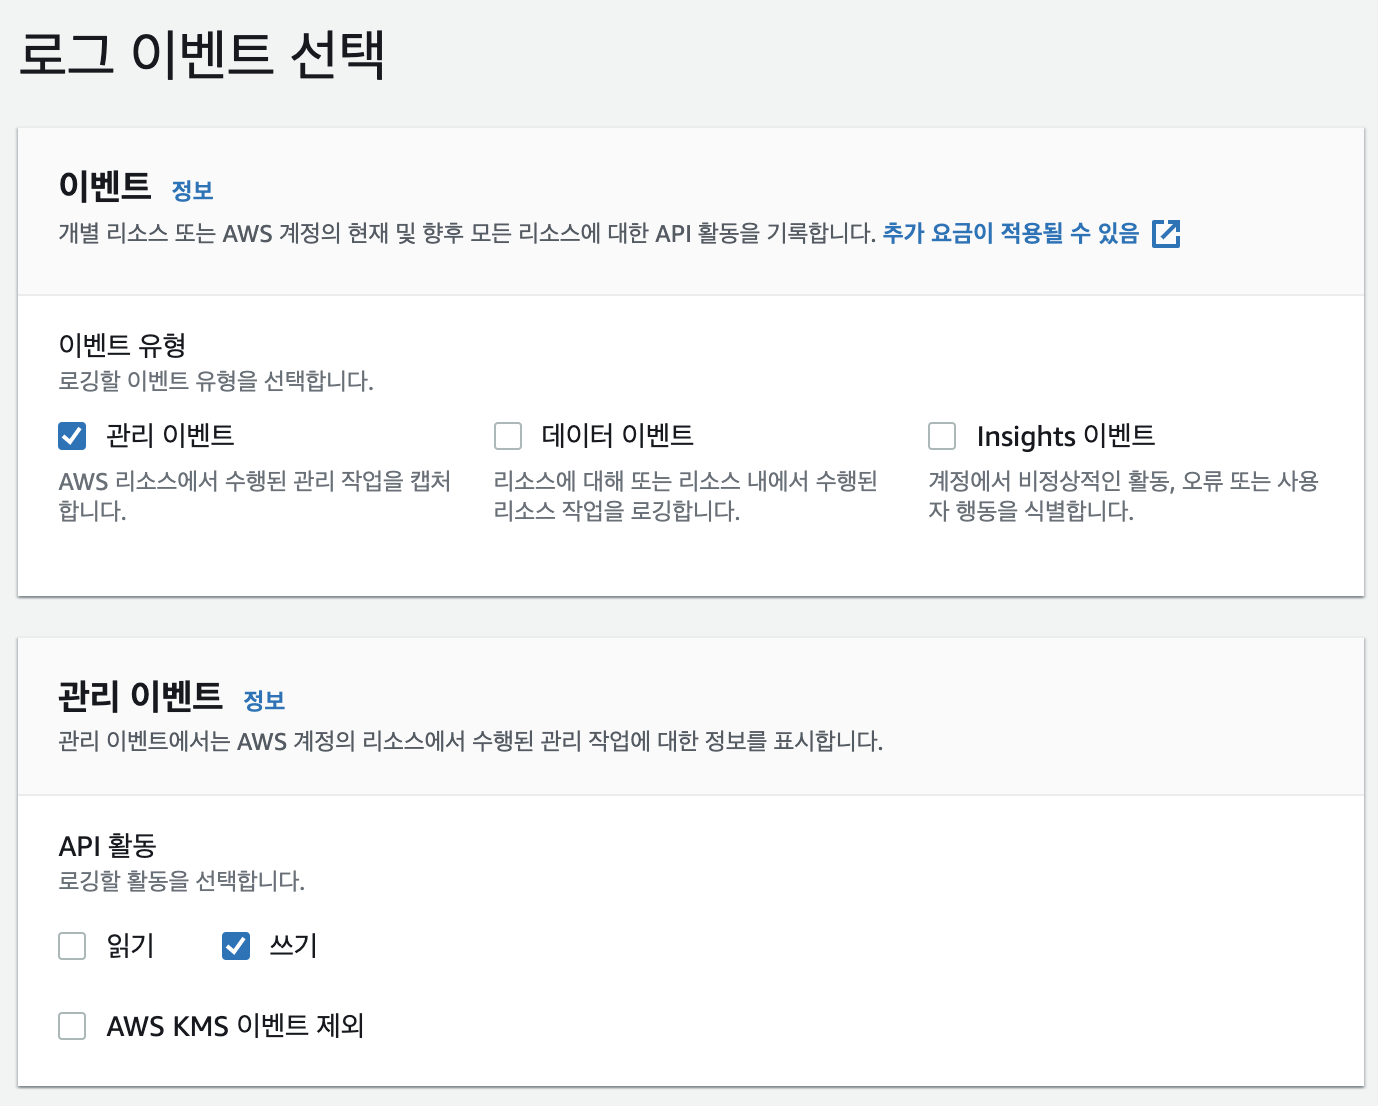 로그 이벤트 선택
이벤트 정보
개별 리소스 또는 AWS 계정의 현재 및 향후 모든 리소스에 대한 API 활동을 기록합니다. 추가 요금이 적용될 수 있음
이벤트 유형
로깅할 이벤트 유형을 선택합니다.
관리 이벤트
AWS 리소스에서 수행된 관리 작업을 캡처
합니다.
데이터 이벤트
리소스에 대해 또는 리소스 내에서 수행된
리소스 작업을 로깅합니다.
Insights 이벤트
계정에서 비정상적인 활동, 오류 또는 사용
자 행동을 식별합니다.
관리 이벤트 정보
관리 이벤트에서는 AWS 계정의 리소스에서 수행된 관리 작업에 대한 정보를 표시합니다.
API 활동
로깅할 활동을 선택합니다.
읽기 쓰기
AWS KMS 이벤트 제외